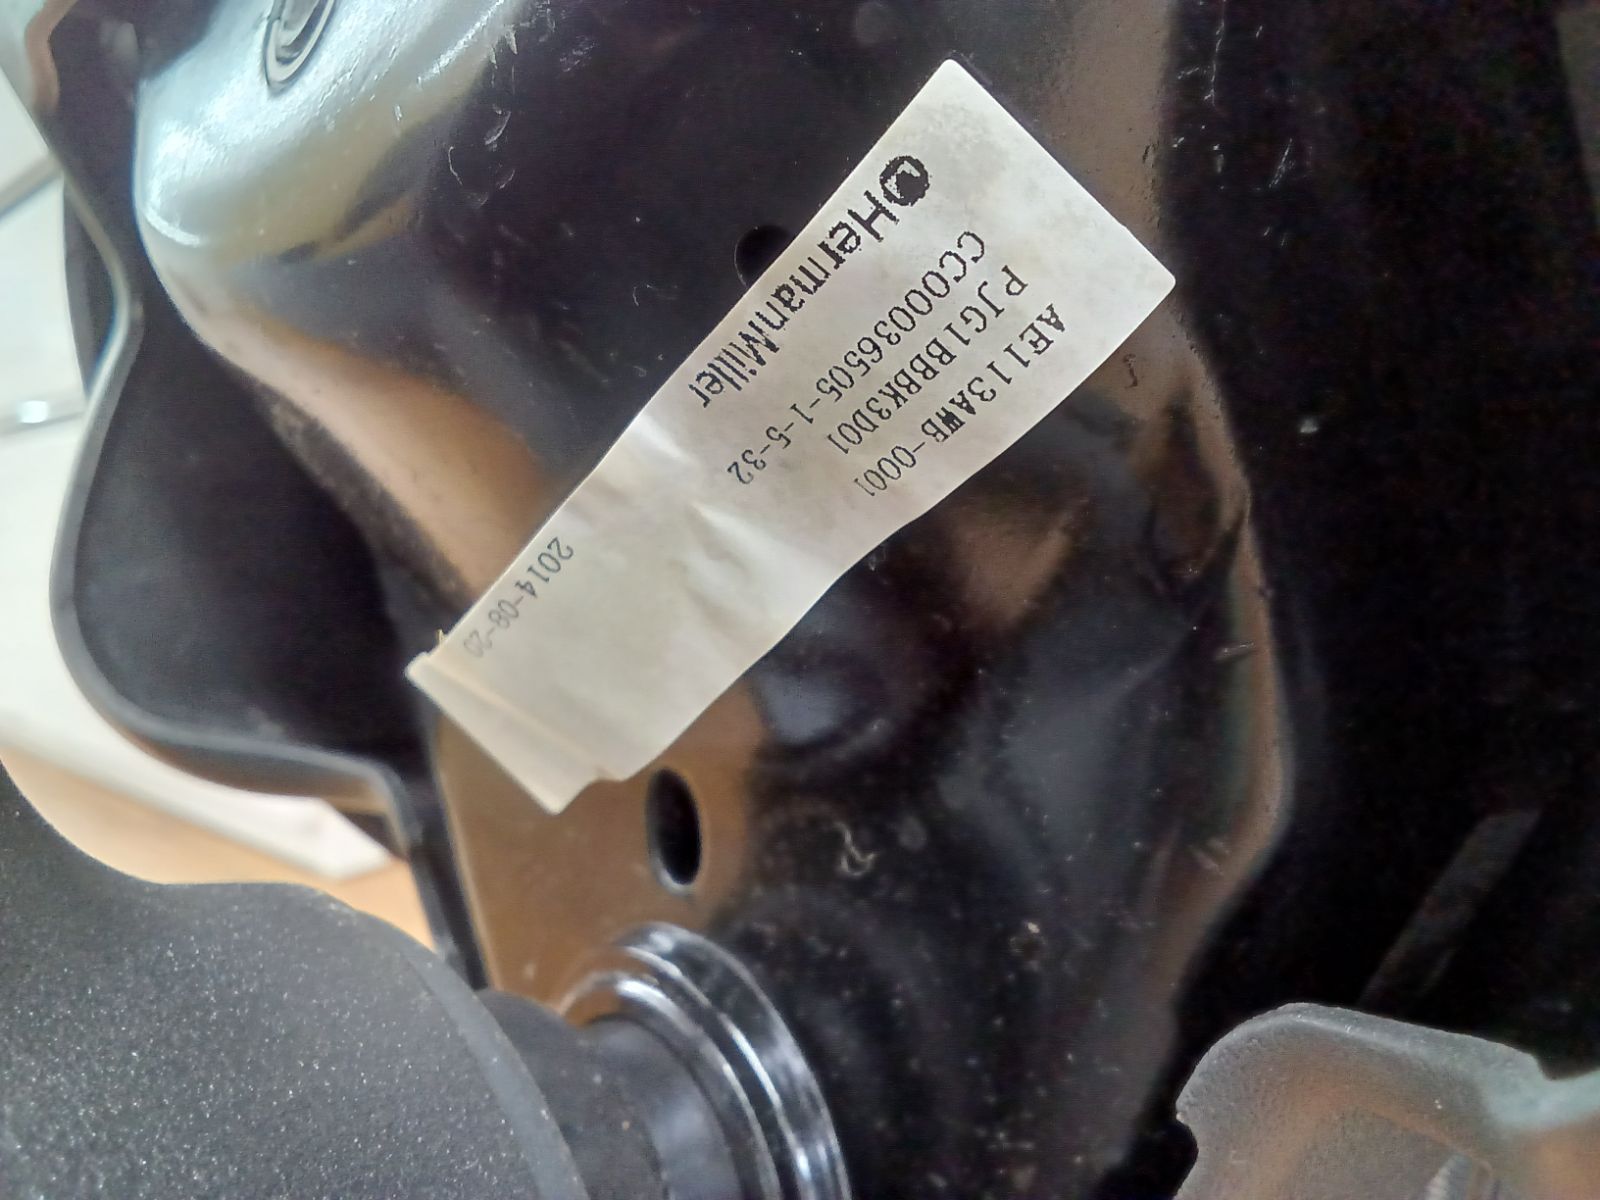 HermanMiller
CC00036505-1-5-32
PJG1BBBK3D01
AE113AWB-0001
2014-08-20